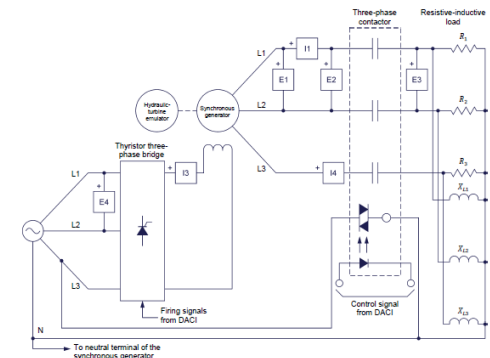 Three-phase
contactor
Resistive-inductive
load
L1
+
I1
R1
+
E1
+
E2
+
E3
Hydraulic-
turbine
emulator
Synchronous
generator
L2
R2
Thyristor three-
phase bridge
L3
+
I4
R3
L1
+
I3
XL1
+
E4
L2
XL2
L3
Firing signals
from DACI
Control signal
from DACI
XL3
N
To neutral terminal of the
synchronous generator